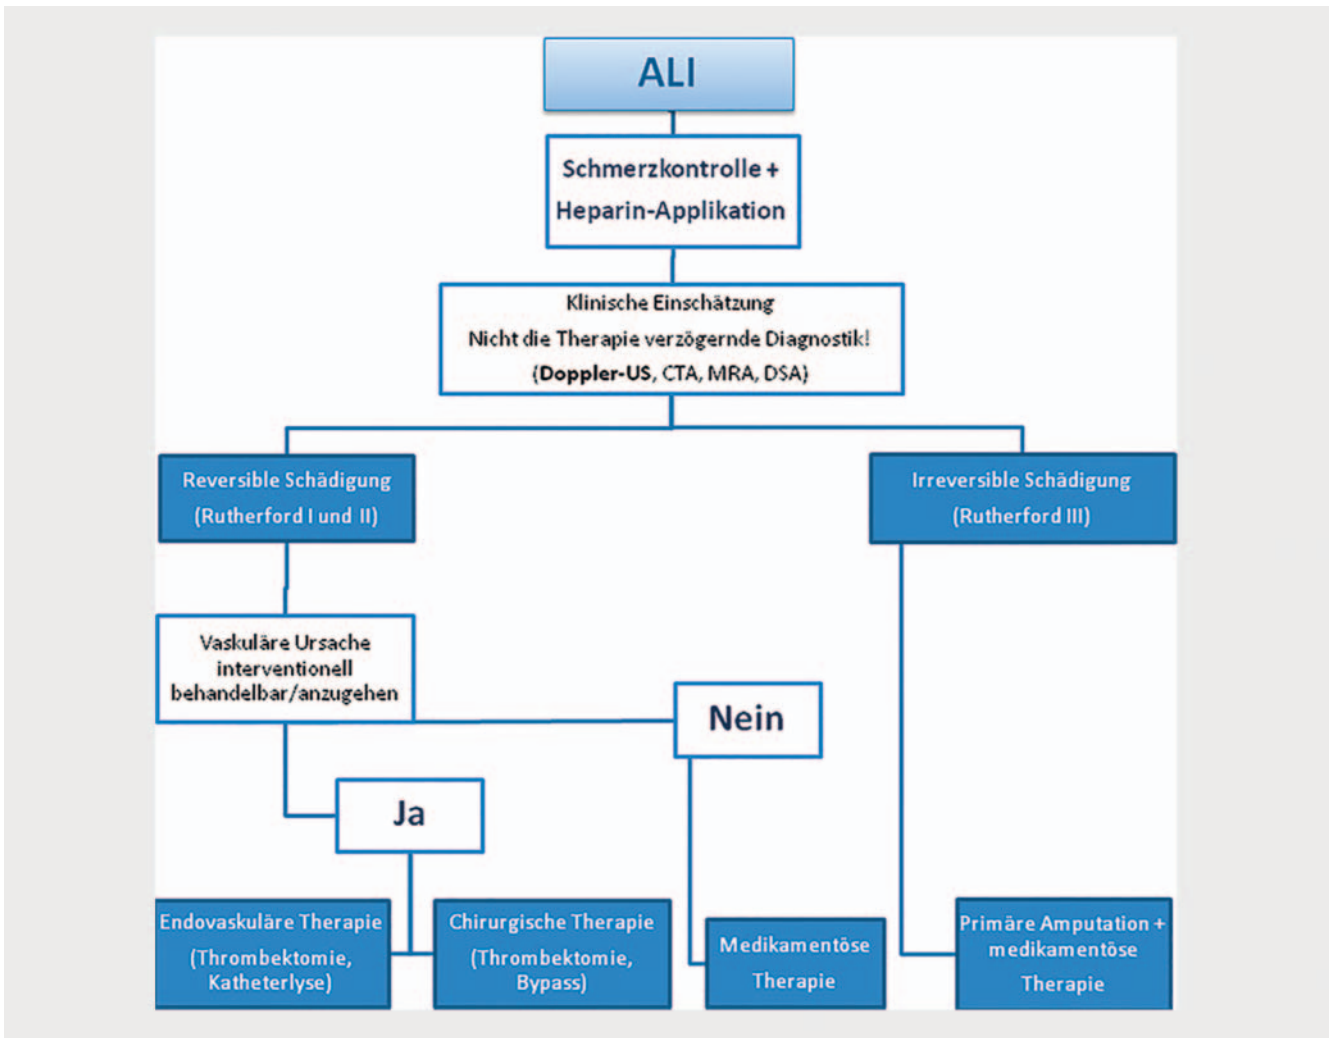 ALI
Schmerzkontrolle +
Heparin-Applikation
Klinische Einschätzung
Nicht die Therapie verzögernde Diagnostik!
(Doppler-US, CTA, MRA, DSA)
Reversible Schädigung
(Rutherford I und II)
Irreversible Schädigung
(Rutherford III)
Vaskuläre Ursache
interventionell
behandelbar/anzugehen
Nein
Ja
Endovaskuläre Therapie
(Thrombektomie,
Katheterlyse)
Chirurgische Therapie
(Thrombektomie,
Bypass)
Medikamentöse
Therapie
Primäre Amputation +
medikamentöse
Therapie